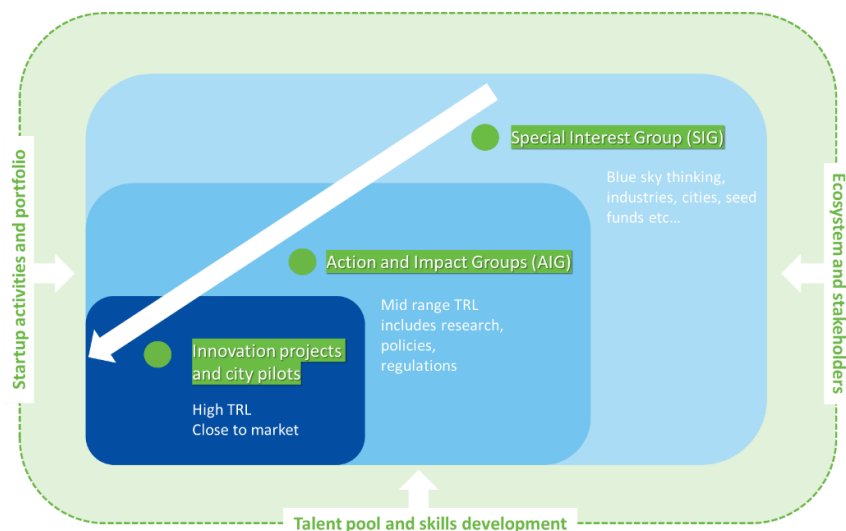 Special Interest Group (SIG)
Blue sky thinking,
industries, cities, seed
funds etc...
Action and Impact Groups (AIG)
Mid range TRL
includes research,
policies,
regulations
Innovation projects
and city pilots
High TRL
Close to market
Startup activities and portfolio
Ecosystem and stakeholders
Talent pool and skills development